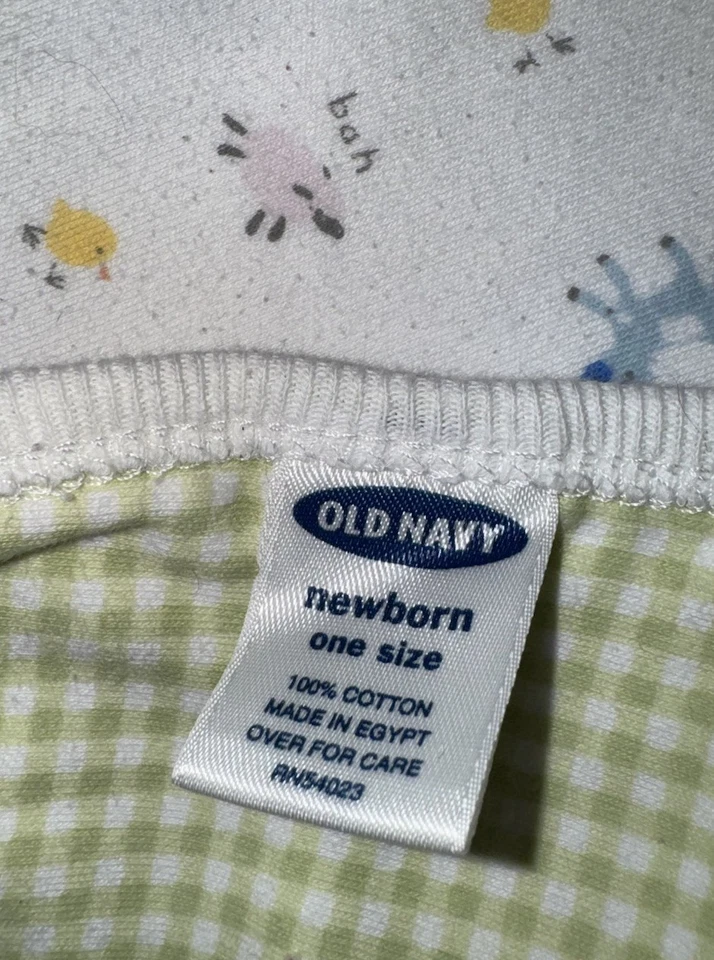 bah
OLD NAVY
newborn
one size
100% COTTON
MADE IN EGYPT
OVER FOR CARE
RN54023